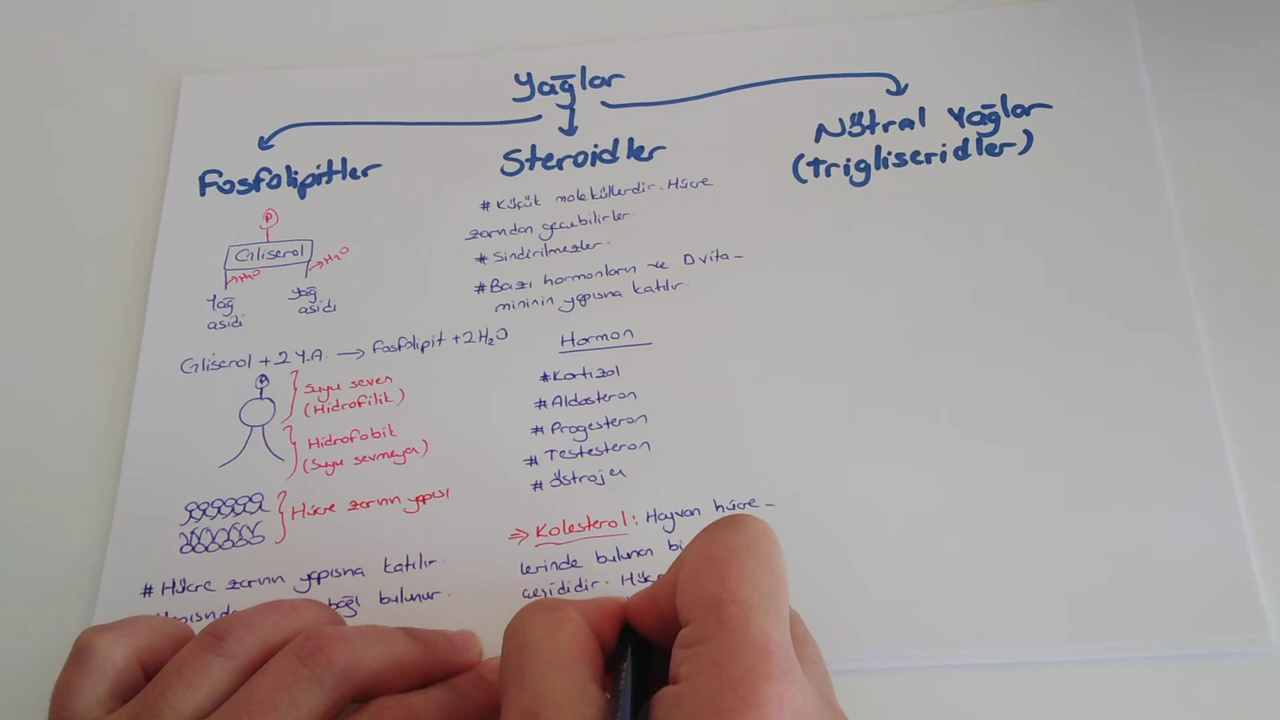 Yağlar
Fosfolipitler
P
Gliserol
H₂O
H₂O
Yağ
asidi
yağ
asidi
Gliserol + 2 Y.A. → Fosfolipit + 2H₂O
P
Suyu seven
(Hidrofilik)
Hidrofobik
(Suyu sevmeyen)
Hücre zarının yapısı
# Hücre zarının yapısına katılır.
bağı bulunur.
Steroidler
# Küçük moleküllerdir. Hücre
zarından geçebilirler.
# Sindirilmezler.
# Bazı hormonların ve D vita-
mininin yapısına katılır.
Hormon
# Kortizol
# Aldosteron
# Progesteron
# Testesteron
# östrojen
⇒ Kolesterol: Hayvan hücre-
lerinde bulunan
çeşididir.
Nötral Yağlar
(Trigliseridler)